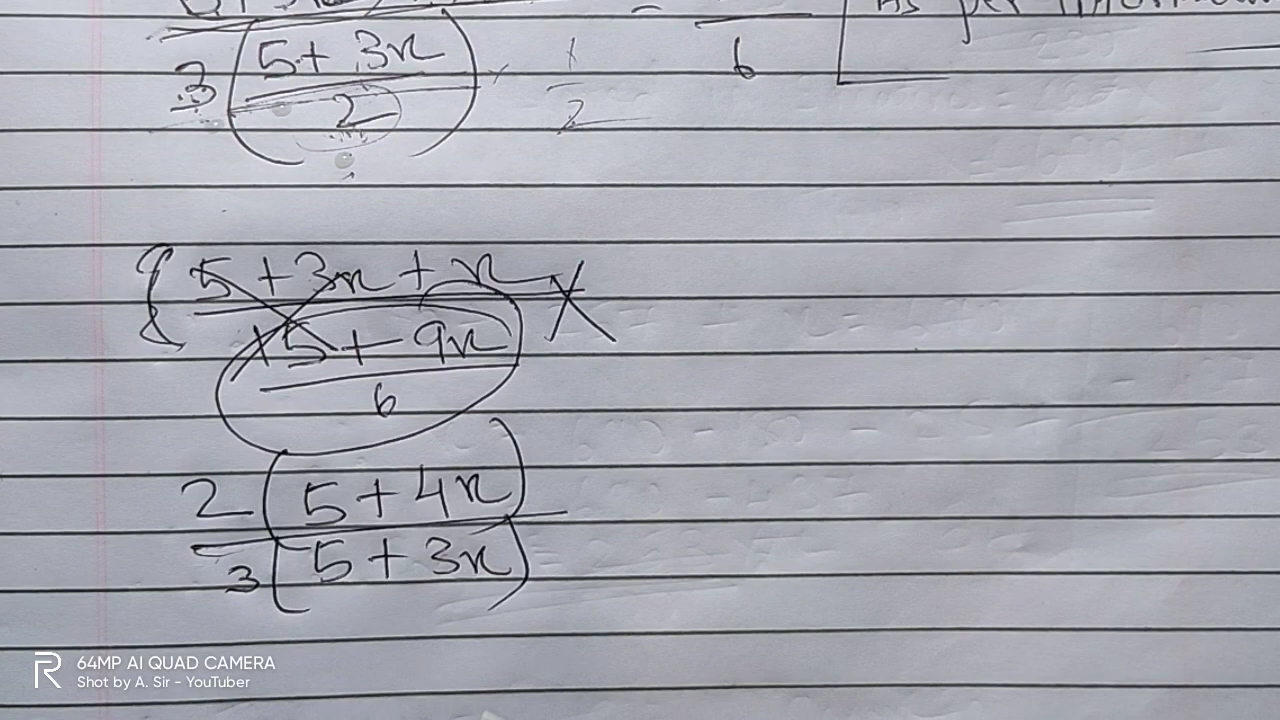 6
As per
5 + 3x
3
2
1
2
5 + 3x + x
15 + 9x
6
2 (5 + 4x)
3 (5 + 3x)
64MP AI QUAD CAMERA
Shot by A. Sir - YouTuber